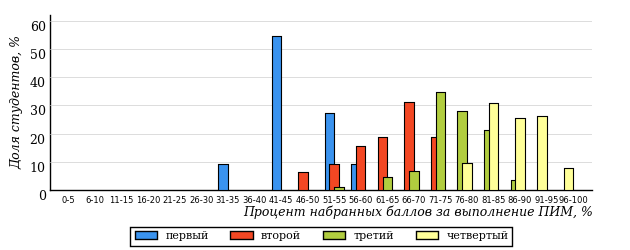 Доля студентов, %
60
50
40
30
20
10
0
0-5 6-10 11-15 16-20 21-25 26-30 31-35 36-40 41-45 46-50 51-55 56-60 61-65 66-70 71-75 76-80 81-85 86-90 91-95 96-100
Процент набранных баллов за выполнение ПИМ, %
первый второй третий четвертый